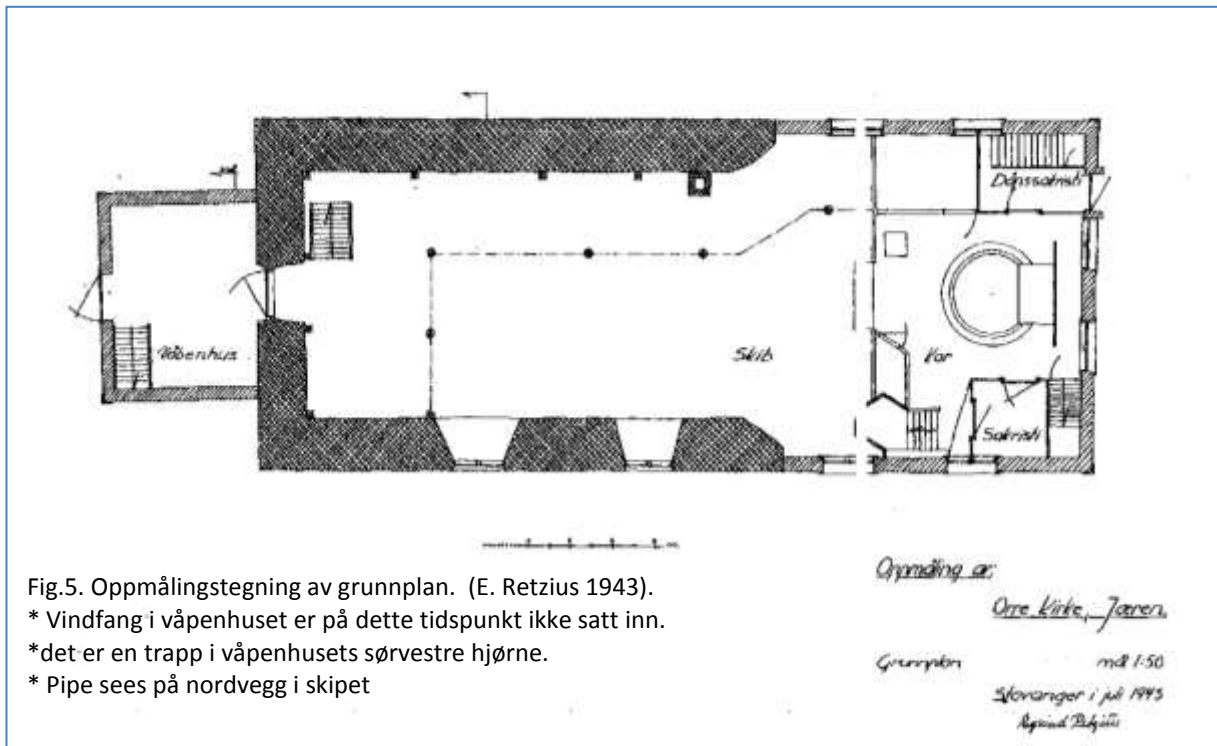 Dåpssakristi
Våbenhus
Skib
Kor
Sakristi
Fig.5. Oppmålingstegning av grunnplan. (E. Retzius 1943).
* Vindfang i våpenhuset er på dette tidspunkt ikke satt inn.
*det er en trapp i våpenhusets sørvestre hjørne.
* Pipe sees på nordvegg i skipet
Oppmåling av:
Orre Kirke, Jæren.
Grunnplan mål 1:50
Stavanger i juli 1943